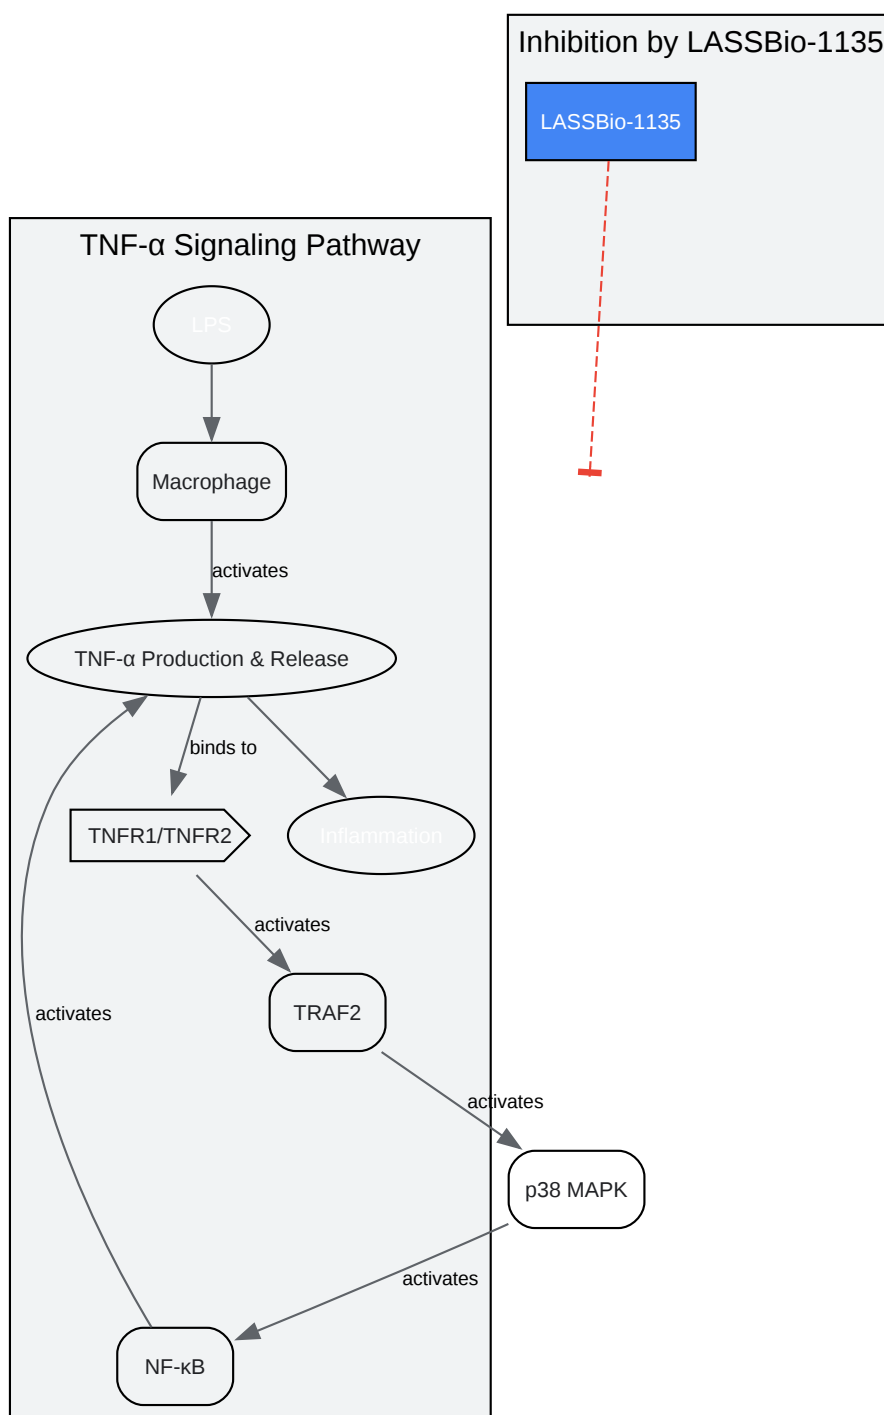 Inhibition by LASSBio-1135
LASSBio-1135
TNF-α Signaling Pathway
LPS
Macrophage
activates
TNF-α Production & Release
binds to
TNFR1/TNFR2
Inflammation
activates
TRAF2
activates
activates
p38 MAPK
activates
NF-κB